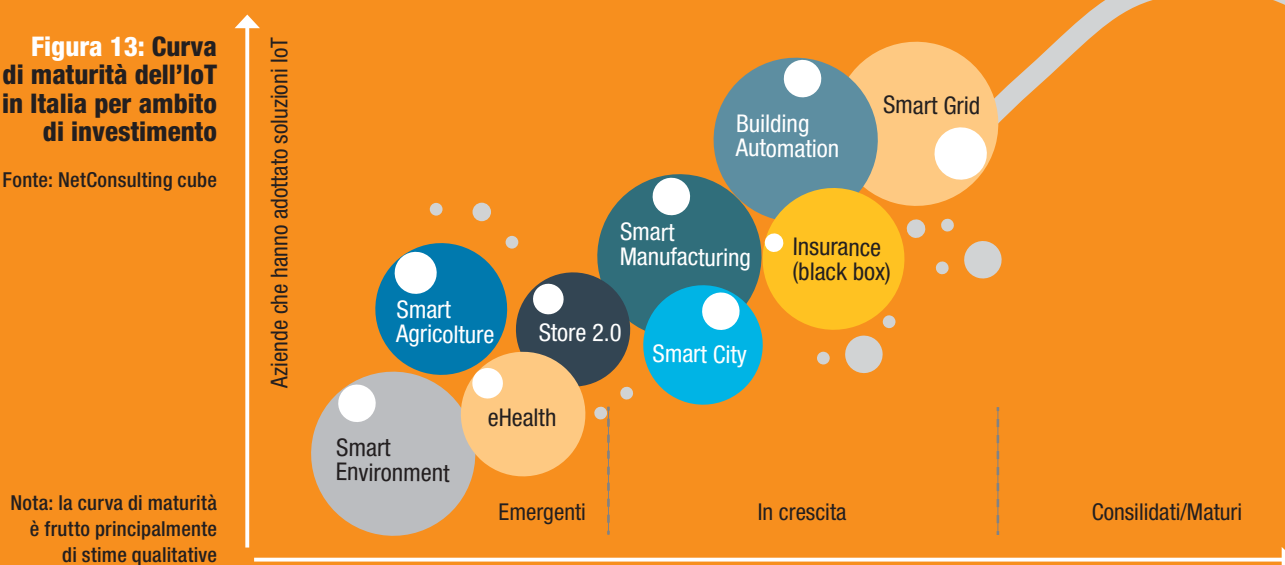 Figura 13: Curva
di maturità dell'IoT
in Italia per ambito
di investimento
Fonte: NetConsulting cube
Nota: la curva di maturità
è frutto principalmente
di stime qualitative
Aziende che hanno adottato soluzioni IoT
Smart Grid
Building
Automation
Smart
Manufacturing
Insurance
(black box)
Smart
Agricolture
Store 2.0
Smart City
eHealth
Smart
Environment
Emergenti
In crescita
Consilidati/Maturi